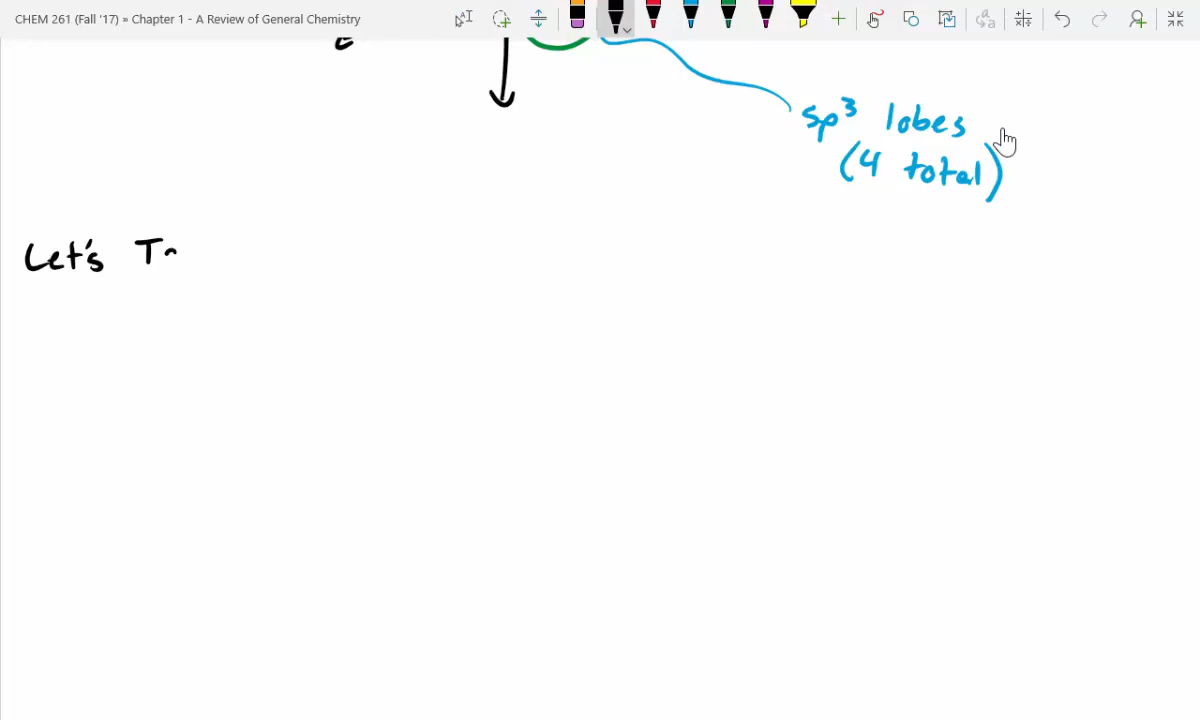 CHEM 261 (Fall '17) » Chapter 1 - A Review of General Chemistry
sp³ lobes
(4 total)
Let's